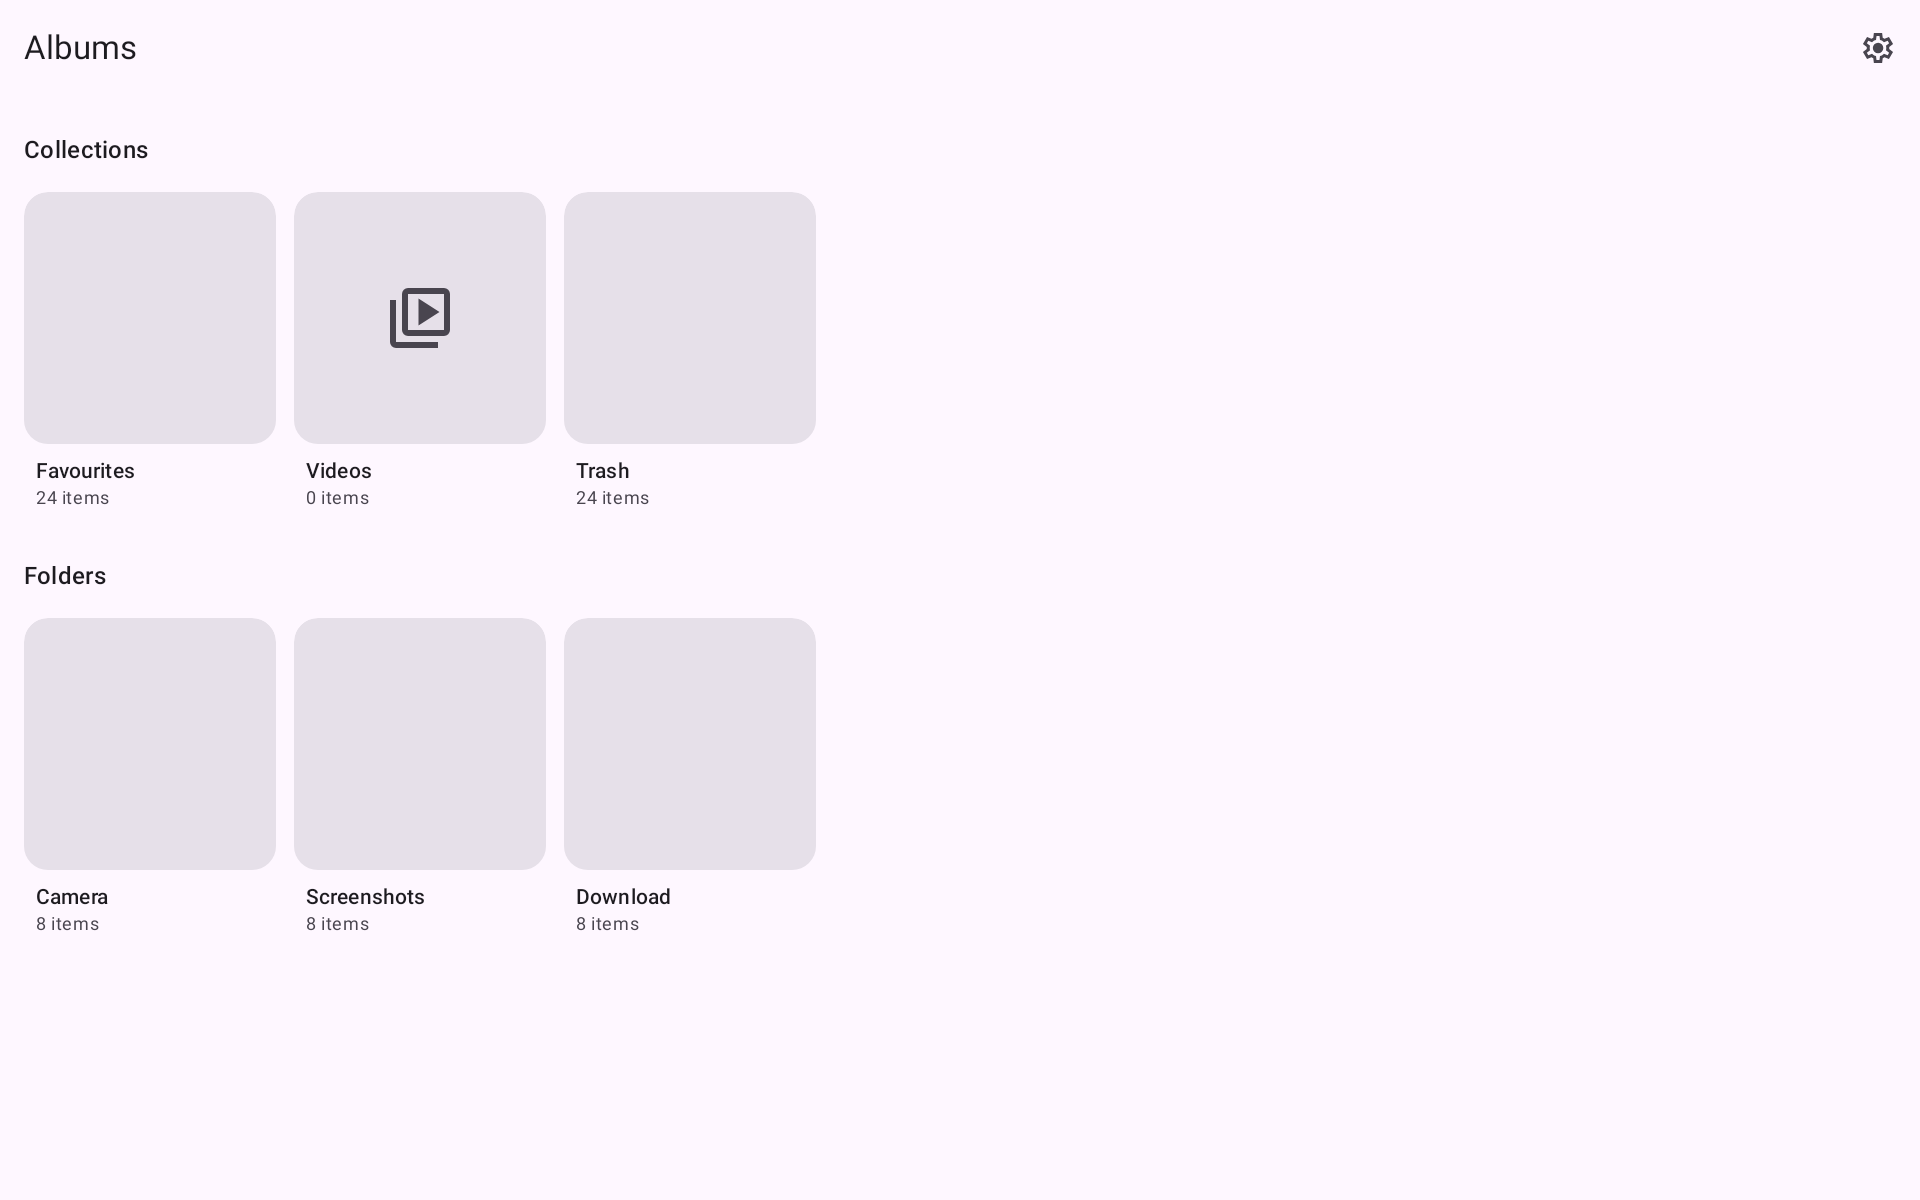 Albums
Collections
Favourites
24 items
Videos
0 items
Trash
24 items
Folders
Camera
8 items
Screenshots
8 items
Download
8 items